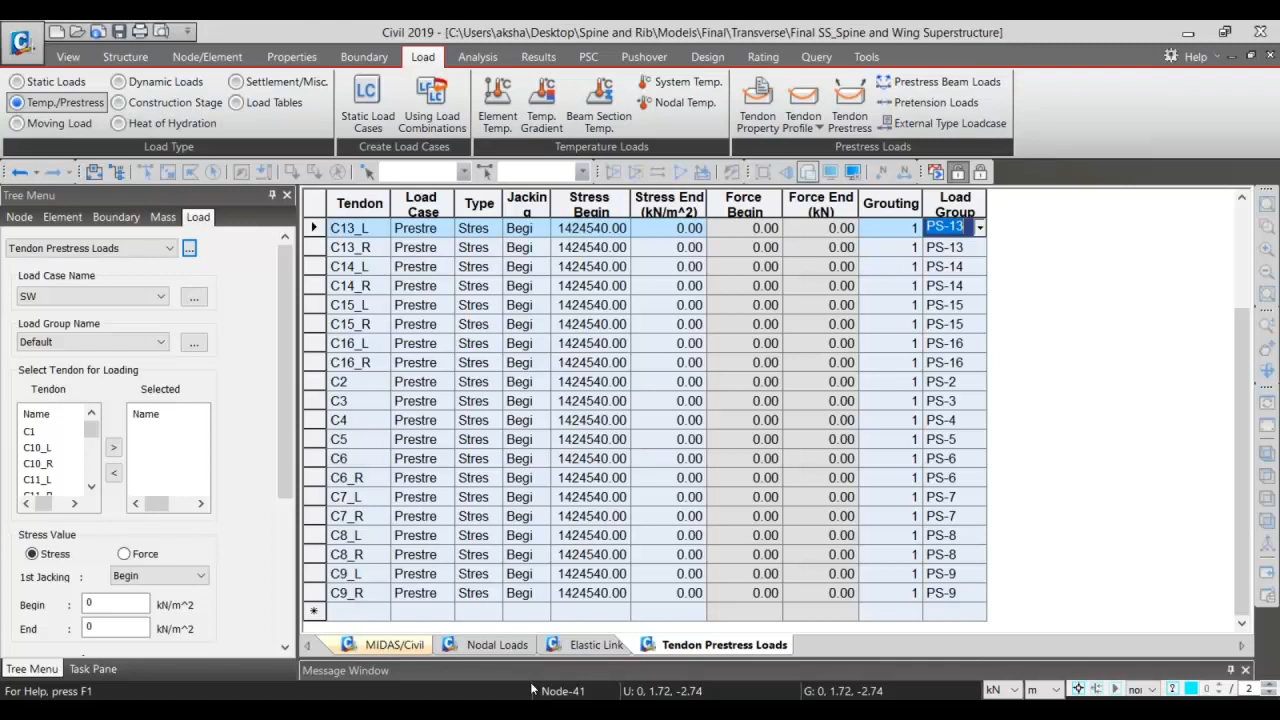 Civil 2019 - [C:\Users\aksha\Desktop\Spine and Rib\Models\Final\Transverse\Final SS_Spine and Wing Superstructure]
View Structure Node/Element Properties Boundary Load Analysis Results PSC Pushover Design Rating Query Tools Help
Static Loads Dynamic Loads Settlement/Misc.
Temp./Prestress Construction Stage Load Tables
Moving Load Heat of Hydration
Load Type
Static Load Cases
Using Load Combinations
Create Load Cases
Element Temp.
Temp. Gradient
Beam Section Temp.
System Temp.
Nodal Temp.
Temperature Loads
Tendon Property
Tendon Profile
Tendon Prestress
Prestress Beam Loads
Pretension Loads
External Type Loadcase
Prestress Loads
Tree Menu
Node Element Boundary Mass Load
Tendon Prestress Loads ...
Load Case Name
SW ...
Load Group Name
Default ...
Select Tendon for Loading
Tendon Selected
Name Name
C1
C10_L
C10_R
C11_L
C11_R
>
<
Stress Value
Stress Force
1st Jacking : Begin
Begin : 0 kN/m^2
End : 0 kN/m^2
Tree Menu Task Pane
Tendon Load Case Type Jackin g Stress Begin Stress End (kN/m^2) Force Begin Force End (kN) Grouting Load Group
C13_L Prestre Stres Begi 1424540.00 0.00 0.00 0.00 1 PS-13
C13_R Prestre Stres Begi 1424540.00 0.00 0.00 0.00 1 PS-13
C14_L Prestre Stres Begi 1424540.00 0.00 0.00 0.00 1 PS-14
C14_R Prestre Stres Begi 1424540.00 0.00 0.00 0.00 1 PS-14
C15_L Prestre Stres Begi 1424540.00 0.00 0.00 0.00 1 PS-15
C15_R Prestre Stres Begi 1424540.00 0.00 0.00 0.00 1 PS-15
C16_L Prestre Stres Begi 1424540.00 0.00 0.00 0.00 1 PS-16
C16_R Prestre Stres Begi 1424540.00 0.00 0.00 0.00 1 PS-16
C2 Prestre Stres Begi 1424540.00 0.00 0.00 0.00 1 PS-2
C3 Prestre Stres Begi 1424540.00 0.00 0.00 0.00 1 PS-3
C4 Prestre Stres Begi 1424540.00 0.00 0.00 0.00 1 PS-4
C5 Prestre Stres Begi 1424540.00 0.00 0.00 0.00 1 PS-5
C6 Prestre Stres Begi 1424540.00 0.00 0.00 0.00 1 PS-6
C6_R Prestre Stres Begi 1424540.00 0.00 0.00 0.00 1 PS-6
C7_L Prestre Stres Begi 1424540.00 0.00 0.00 0.00 1 PS-7
C7_R Prestre Stres Begi 1424540.00 0.00 0.00 0.00 1 PS-7
C8_L Prestre Stres Begi 1424540.00 0.00 0.00 0.00 1 PS-8
C8_R Prestre Stres Begi 1424540.00 0.00 0.00 0.00 1 PS-8
C9_L Prestre Stres Begi 1424540.00 0.00 0.00 0.00 1 PS-9
C9_R Prestre Stres Begi 1424540.00 0.00 0.00 0.00 1 PS-9
*
MIDAS/Civil Nodal Loads Elastic Link Tendon Prestress Loads
Message Window
For Help, press F1 Node-41 U: 0, 1.72, -2.74 G: 0, 1.72, -2.74 kN m nor ? 0 / 2